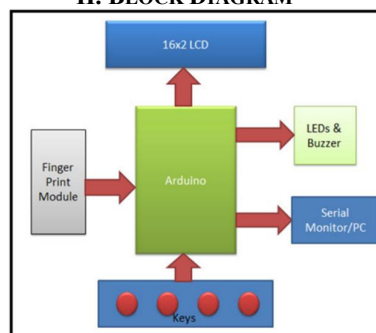 II. BLOCK DIAGRAM
16x2 LCD
Finger
Print
Module
Arduino
LEDs &
Buzzer
Serial
Monitor/PC
Keys